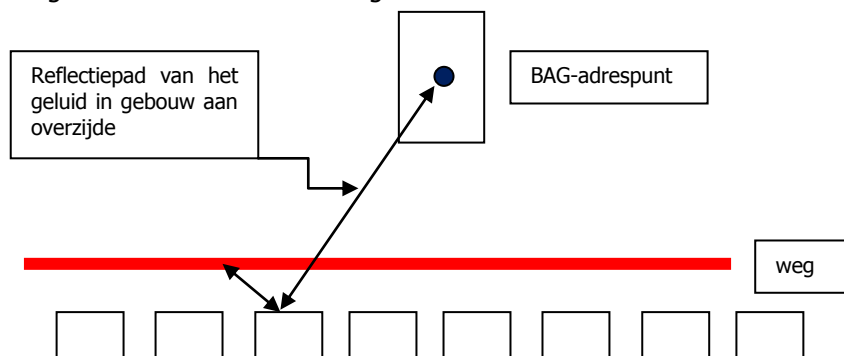 Reflectiepad van het
geluid in gebouw aan
overzijde
BAG-adrespunt
weg